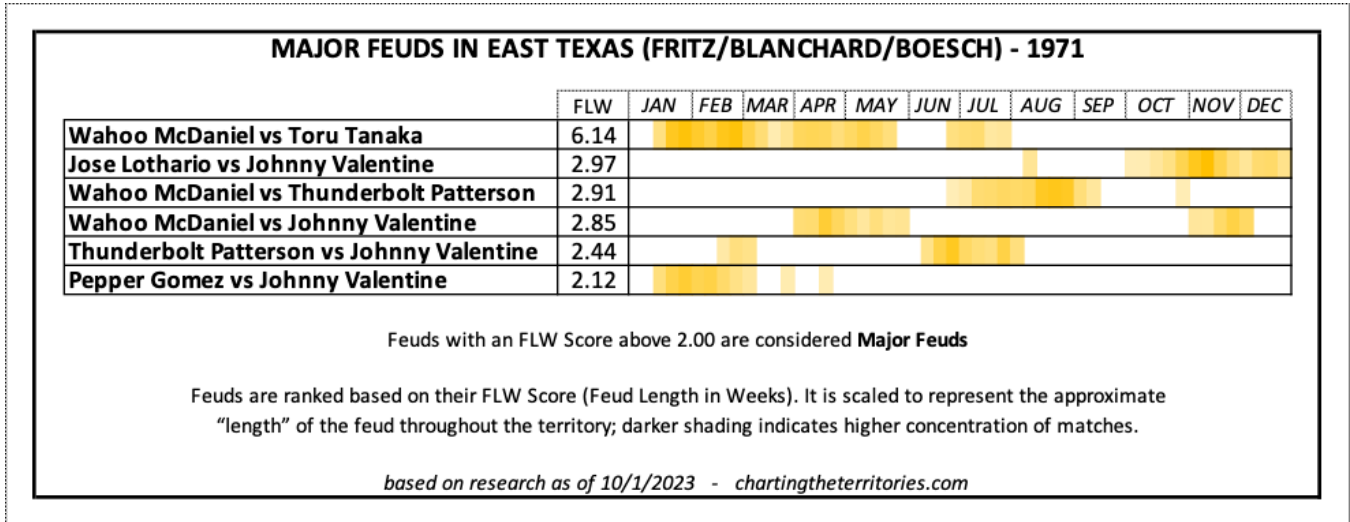 MAJOR FEUDS IN EAST TEXAS (FRITZ/BLANCHARD/BOESCH) - 1971
FLW JAN FEB MAR APR MAY JUN JUL AUG SEP OCT NOV DEC
Wahoo McDaniel vs Toru Tanaka 6.14
Jose Lothario vs Johnny Valentine 2.97
Wahoo McDaniel vs Thunderbolt Patterson 2.91
Wahoo McDaniel vs Johnny Valentine 2.85
Thunderbolt Patterson vs Johnny Valentine 2.44
Pepper Gomez vs Johnny Valentine 2.12
Feuds with an FLW Score above 2.00 are considered Major Feuds
Feuds are ranked based on their FLW Score (Feud Length in Weeks). It is scaled to represent the approximate
“length” of the feud throughout the territory; darker shading indicates higher concentration of matches.
based on research as of 10/1/2023 - chartingtheterritories.com